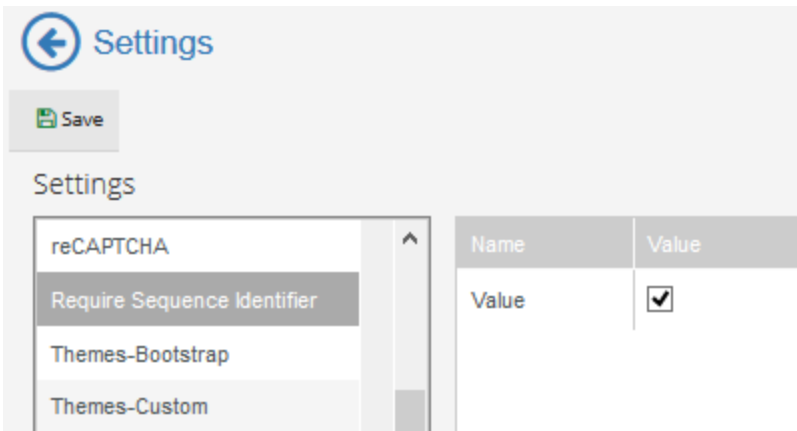 Settings
Save
Settings
reCAPTCHA
Require Sequence Identifier
Themes-Bootstrap
Themes-Custom
Name Value
Value